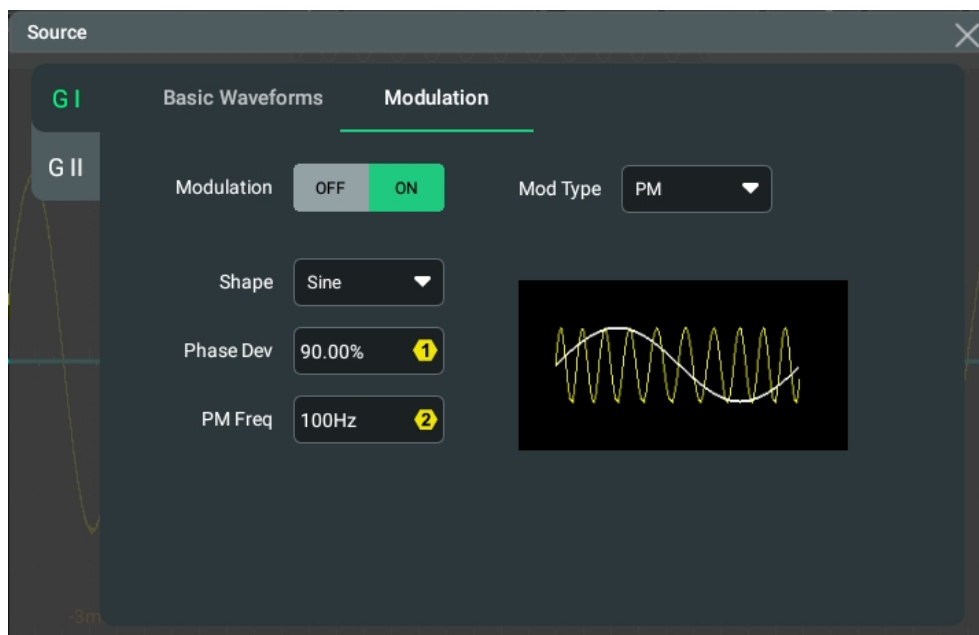 Source
G I
Basic Waveforms
Modulation
G II
Modulation
OFF
ON
Mod Type
PM
Shape
Sine
Phase Dev
90.00%
1
PM Freq
100Hz
2